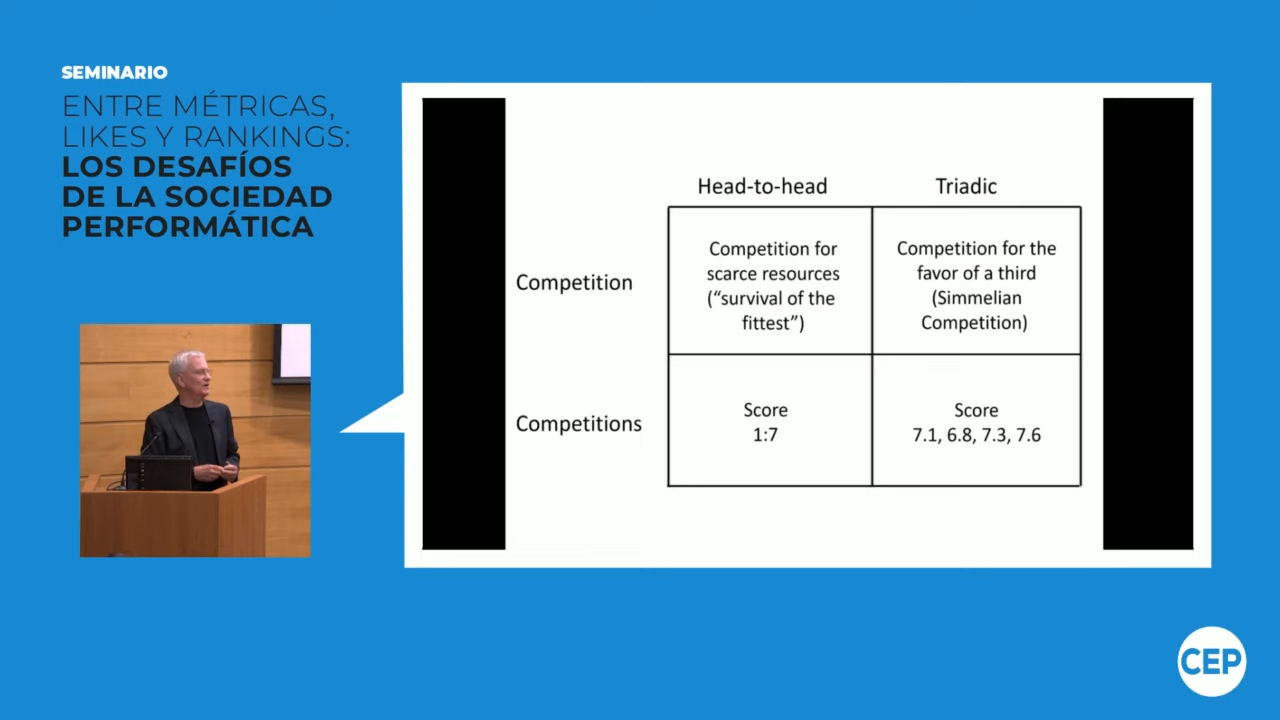 SEMINARIO
ENTRE MÉTRICAS,
LIKES Y RANKINGS:
LOS DESAFÍOS
DE LA SOCIEDAD
PERFORMÁTICA
Head-to-head
Triadic
Competition
Competition for
scarce resources
(“survival of the
fittest”)
Competition for the
favor of a third
(Simmelian
Competition)
Competitions
Score
1:7
Score
7.1, 6.8, 7.3, 7.6
CEP